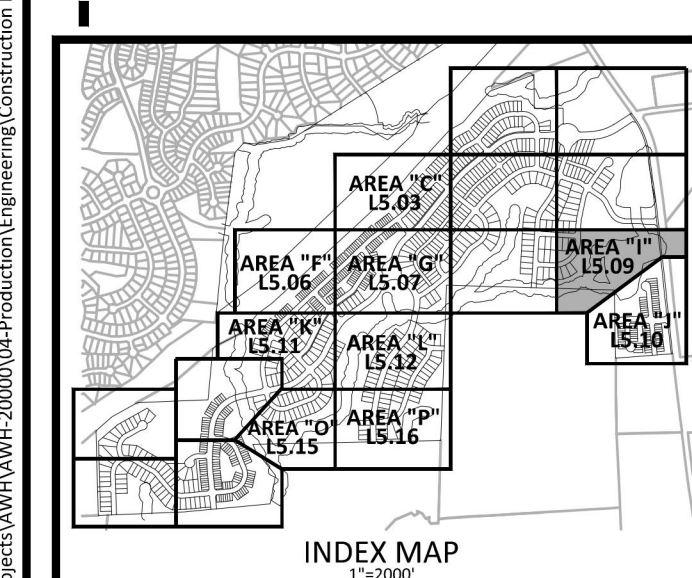 ojects\AWH\AWH-20000\04-Production\Engineering\Construction
AREA "C"
L5.03
AREA "I"
L5.09
AREA "F"
L5.06
AREA "G"
L5.07
AREA "J"
L5.10
AREA "K"
L5.11
AREA "L"
L5.12
AREA "O"
L5.15
AREA "P"
L5.16
INDEX MAP
1"=2000'